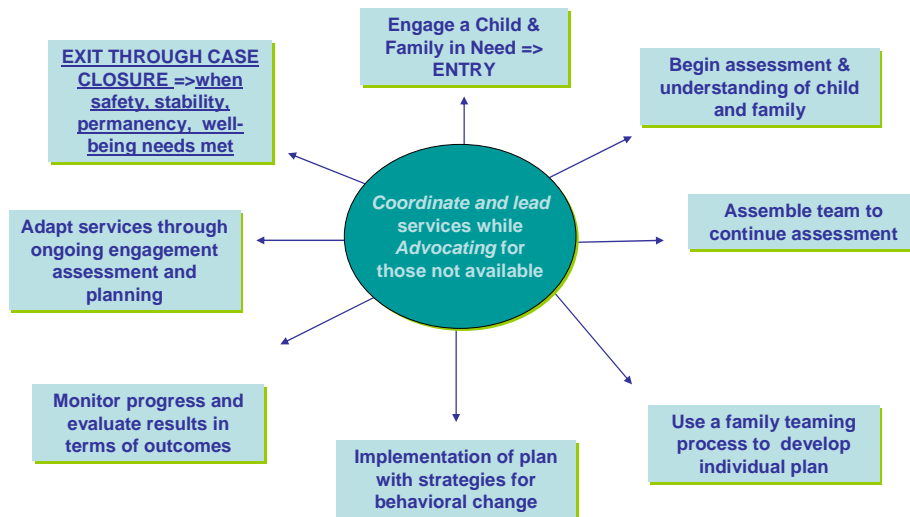 Engage a Child &
Family in Need =>
ENTRY
Begin assessment &
understanding of child
and family
Assemble team to
continue assessment
Use a family teaming
process to  develop
individual plan
Implementation of plan
with strategies for
behavioral change
Monitor progress and
evaluate results in
terms of outcomes
Adapt services through
ongoing engagement
assessment and
planning
EXIT THROUGH CASE
CLOSURE =>when
safety, stability,
permanency,  well-
being needs met
Coordinate and lead
services while
Advocating for
those not available